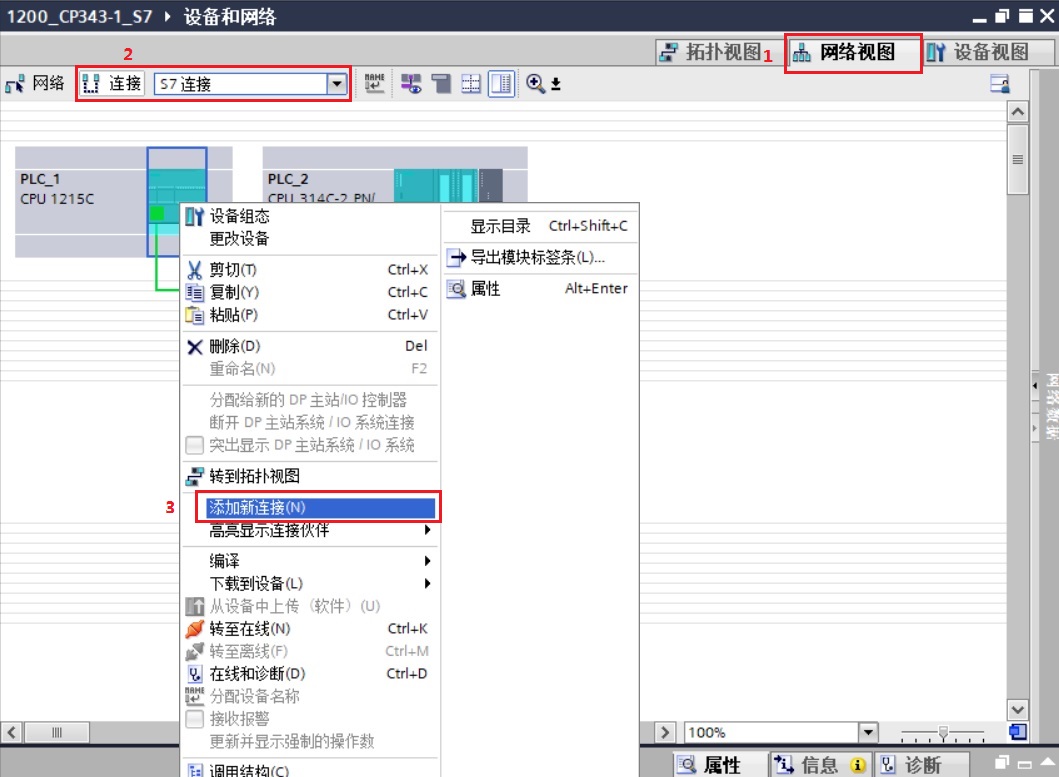 1200_CP343-1_S7 ▸ 设备和网络
拓扑视图 1 网络视图 设备视图
2
网络 连接 S7 连接
PLC_1
CPU 1215C
PLC_2
CPU 314C-2 PN/
设备组态
更改设备
剪切(T) Ctrl+X
复制(Y) Ctrl+C
粘贴(P) Ctrl+V
删除(D) Del
重命名(N) F2
分配给新的 DP 主站/IO 控制器
断开 DP 主站系统 / IO 系统连接
突出显示 DP 主站系统 / IO 系统
转到拓扑视图
3 添加新连接(N)
高亮显示连接伙伴
编译
下载到设备(L)
从设备中上传（软件）(U)
转至在线(N) Ctrl+K
转至离线(F) Ctrl+M
在线和诊断(D) Ctrl+D
分配设备名称
接收报警
更新并显示强制的操作数
调用结构(C)
显示目录 Ctrl+Shift+C
导出模块标签条(L)...
属性 Alt+Enter
网络数据
100%
属性 信息 诊断